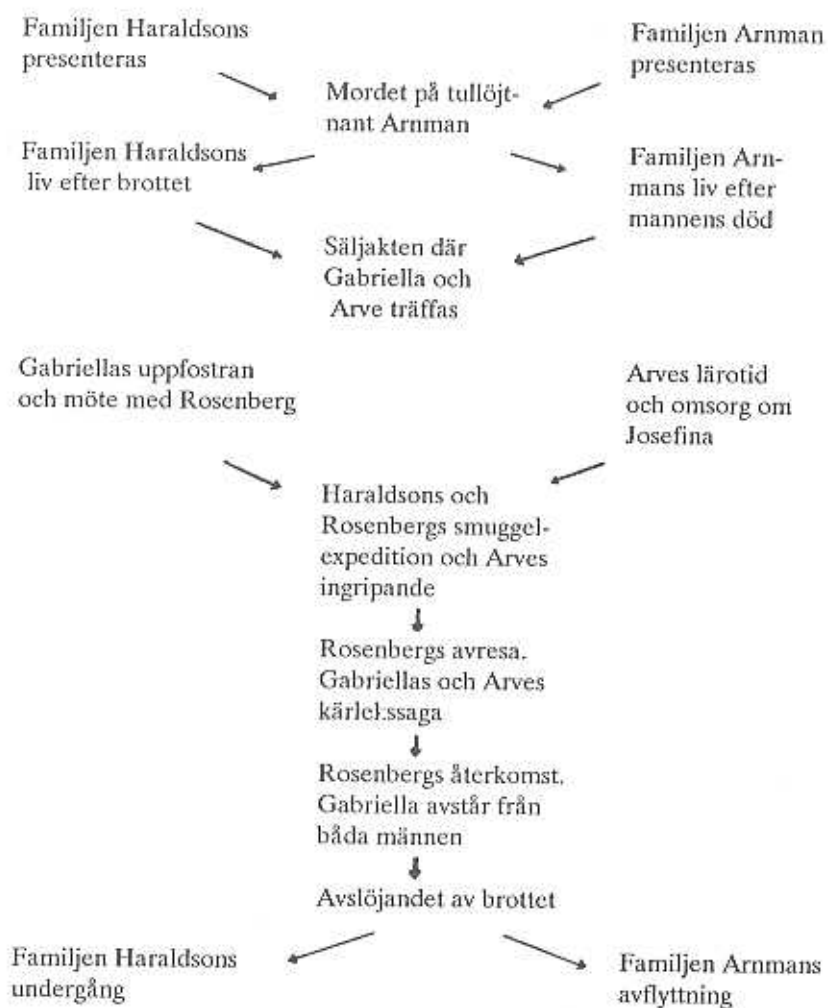 Familjen Haraldsons
presenteras
Familjen Arnman
presenteras
Mordet på tullöjt-
nant Arnman
Familjen Haraldsons
liv efter brottet
Familjen Arn-
mans liv efter
mannens död
Säljakten där
Gabriella och
Arve träffas
Gabriellas uppfostran
och möte med Rosenberg
Arves lärotid
och omsorg om
Josefina
Haraldsons och
Rosenbergs smuggel-
expedition och Arves
ingripande
Rosenbergs avresa.
Gabriellas och Arves
kärlekssaga
Rosenbergs återkomst.
Gabriella avstår från
båda männen
Avslöjandet av brottet
Familjen Haraldsons
undergång
Familjen Arnmans
avflyttning